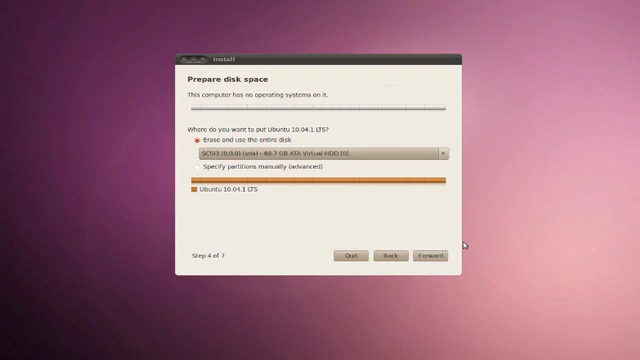 Install
Prepare disk space
This computer has no operating systems on it.
Where do you want to put Ubuntu 10.04.1 LTS?
Erase and use the entire disk
SCSI3 (0,0,0) (sda) - 68.7 GB ATA Virtual HDD [0]
Specify partitions manually (advanced)
Ubuntu 10.04.1 LTS
Step 4 of 7
Quit
Back
Forward